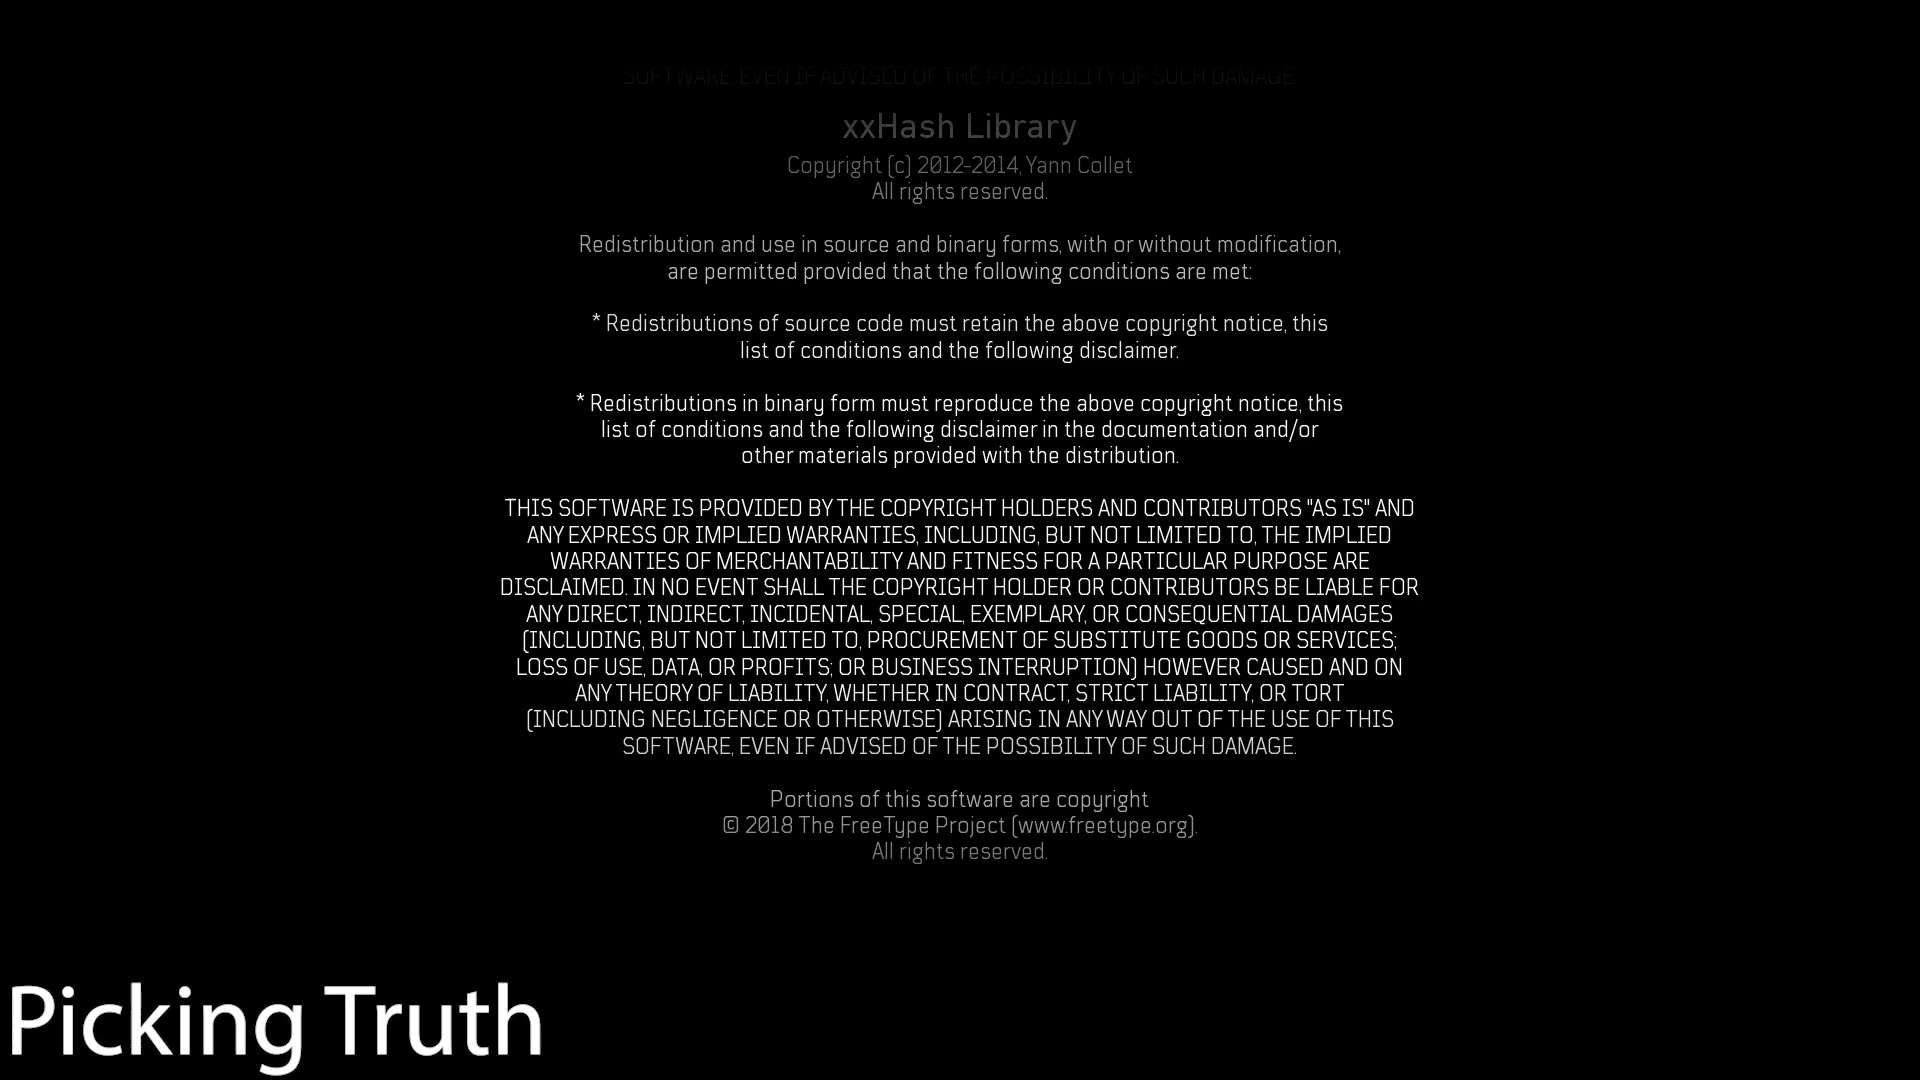 SOFTWARE, EVEN IF ADVISED OF THE POSSIBILITY OF SUCH DAMAGE.
xxHash Library
Copyright (c) 2012-2014, Yann Collet
All rights reserved.
Redistribution and use in source and binary forms, with or without modification,
are permitted provided that the following conditions are met:
* Redistributions of source code must retain the above copyright notice, this
list of conditions and the following disclaimer.
* Redistributions in binary form must reproduce the above copyright notice, this
list of conditions and the following disclaimer in the documentation and/or
other materials provided with the distribution.
THIS SOFTWARE IS PROVIDED BY THE COPYRIGHT HOLDERS AND CONTRIBUTORS "AS IS" AND
ANY EXPRESS OR IMPLIED WARRANTIES, INCLUDING, BUT NOT LIMITED TO, THE IMPLIED
WARRANTIES OF MERCHANTABILITY AND FITNESS FOR A PARTICULAR PURPOSE ARE
DISCLAIMED. IN NO EVENT SHALL THE COPYRIGHT HOLDER OR CONTRIBUTORS BE LIABLE FOR
ANY DIRECT, INDIRECT, INCIDENTAL, SPECIAL, EXEMPLARY, OR CONSEQUENTIAL DAMAGES
(INCLUDING, BUT NOT LIMITED TO, PROCUREMENT OF SUBSTITUTE GOODS OR SERVICES;
LOSS OF USE, DATA, OR PROFITS; OR BUSINESS INTERRUPTION) HOWEVER CAUSED AND ON
ANY THEORY OF LIABILITY, WHETHER IN CONTRACT, STRICT LIABILITY, OR TORT
(INCLUDING NEGLIGENCE OR OTHERWISE) ARISING IN ANY WAY OUT OF THE USE OF THIS
SOFTWARE, EVEN IF ADVISED OF THE POSSIBILITY OF SUCH DAMAGE.
Portions of this software are copyright
© 2018 The FreeType Project (www.freetype.org).
All rights reserved.
Picking Truth